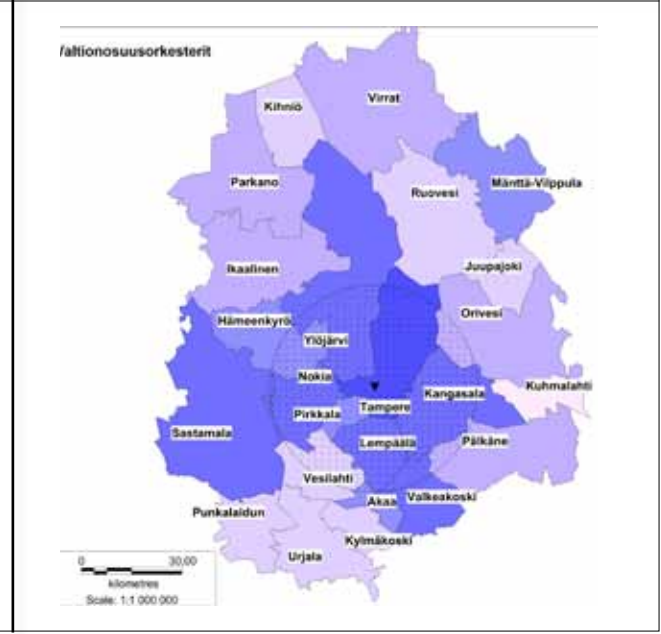 altionosuusorkesterit
Virrat
Kihniö
Parkano
Ruovesi
Mänttä-Vilppula
Ikaalinen
Juupajoki
Hämeenkyrö
Orivesi
Ylöjärvi
Nokia
Kangasala
Kuhmalahti
Pirkkala
Tampere
Sastamala
Lempäälä
Pälkäne
Vesilahti
Akaa
Valkeakoski
Punkalaidun
Kylmäkoski
Urjala
0 30,00
kilometres
Scale: 1:1 000 000